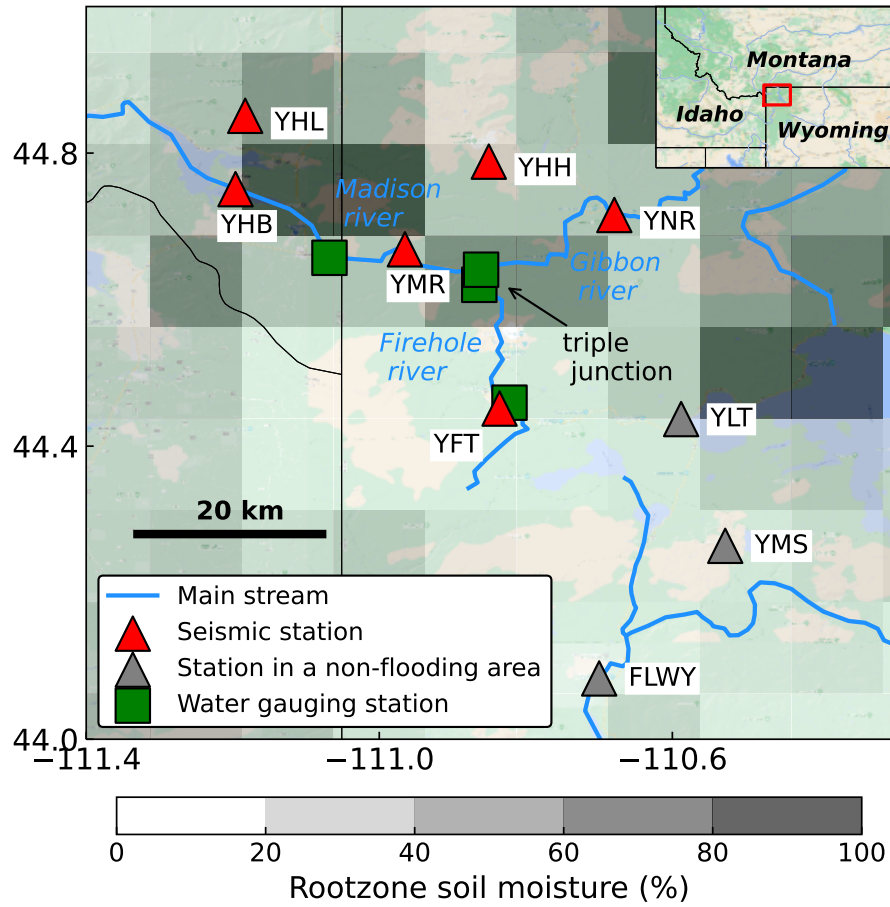 Montana
Idaho
Wyoming
YHL
YHH
44.8
Madison
river
YHB
YNR
YMR
Gibbon
river
Firehole
river
triple
junction
YLT
YFT
44.4
20 km
YMS
Main stream
Seismic station
Station in a non-flooding area
Water gauging station
FLWY
44.0
−111.4
−111.0
−110.6
0
20
40
60
80
100
Rootzone soil moisture (%)